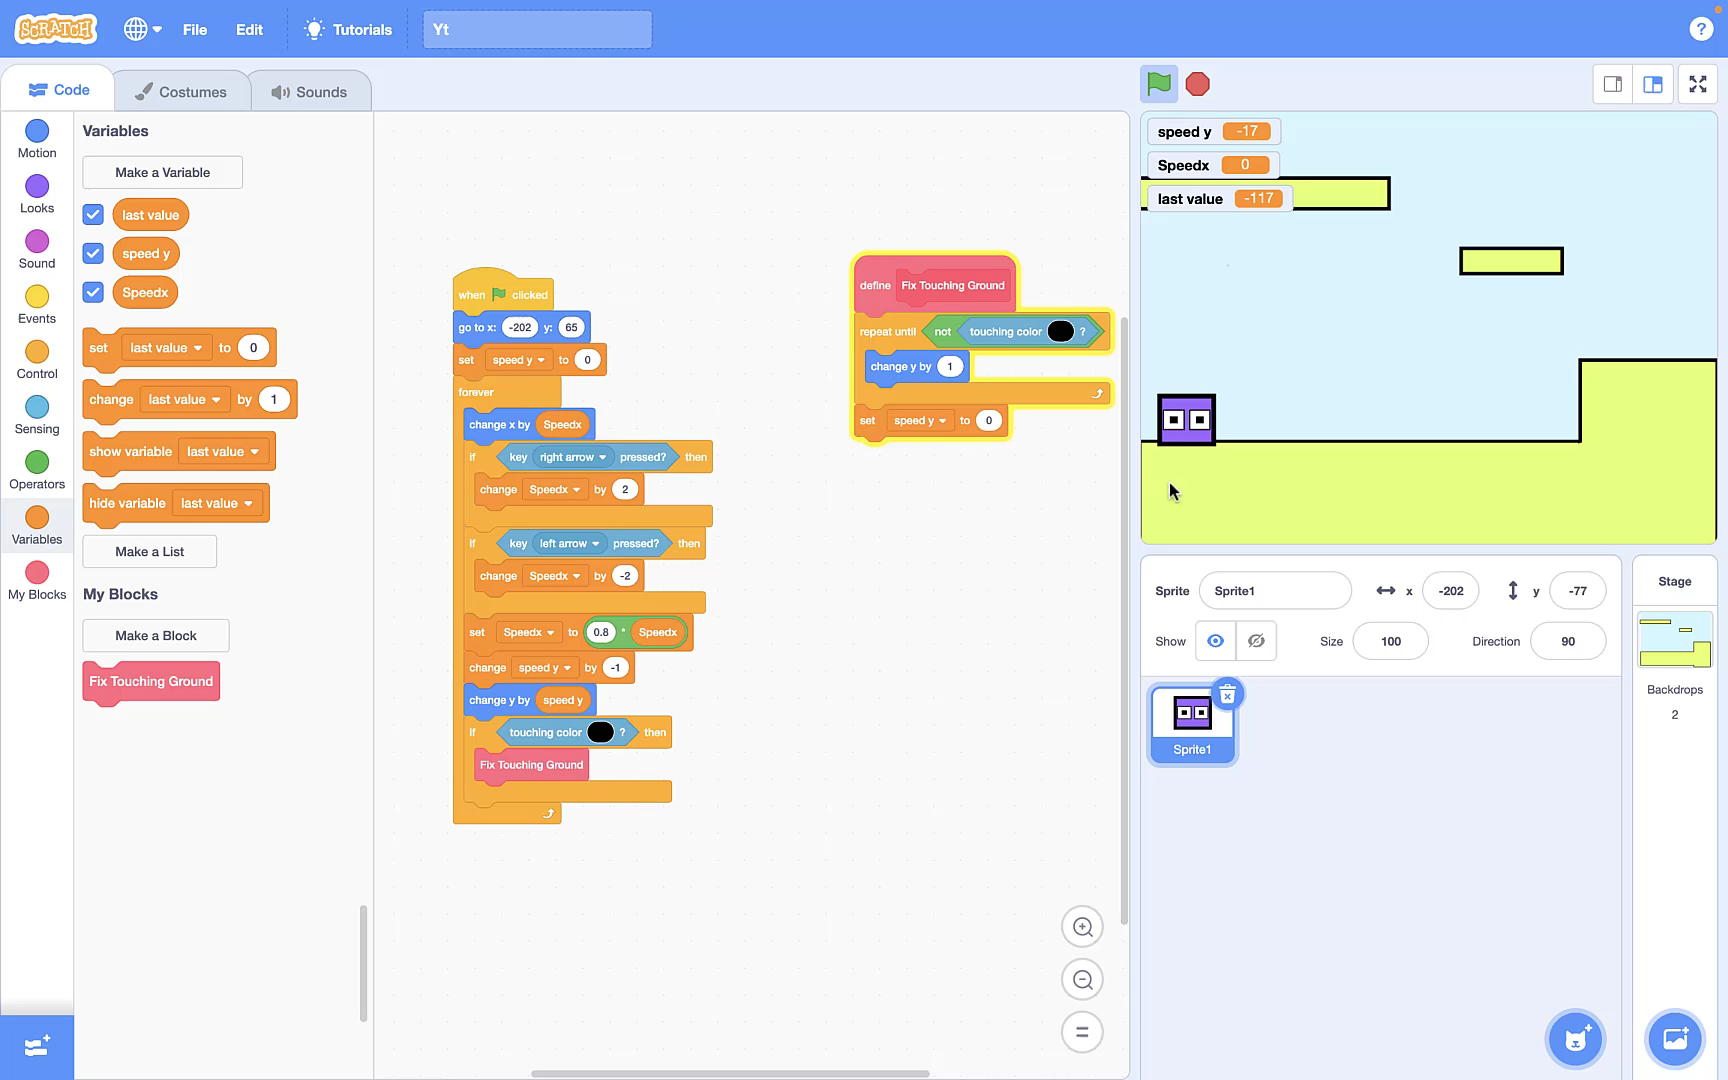 SCRATCH
File
Edit
Tutorials
Yt
?
Code
Costumes
Sounds
Motion
Looks
Sound
Events
Control
Sensing
Operators
Variables
My Blocks
Variables
Make a Variable
last value
speed y
Speedx
set last value to 0
change last value by 1
show variable last value
hide variable last value
Make a List
My Blocks
Make a Block
Fix Touching Ground
when clicked
go to x: -202 y: 65
set speed y to 0
forever
change x by Speedx
if key right arrow pressed? then
change Speedx by 2
if key left arrow pressed? then
change Speedx by -2
set Speedx to 0.8 * Speedx
change speed y by -1
change y by speed y
if touching color ? then
Fix Touching Ground
define Fix Touching Ground
repeat until not touching color ?
change y by 1
set speed y to 0
speed y -17
Speedx 0
last value -117
Sprite Sprite1 x -202 y -77
Show Size 100 Direction 90
Sprite1
Stage
Backdrops
2